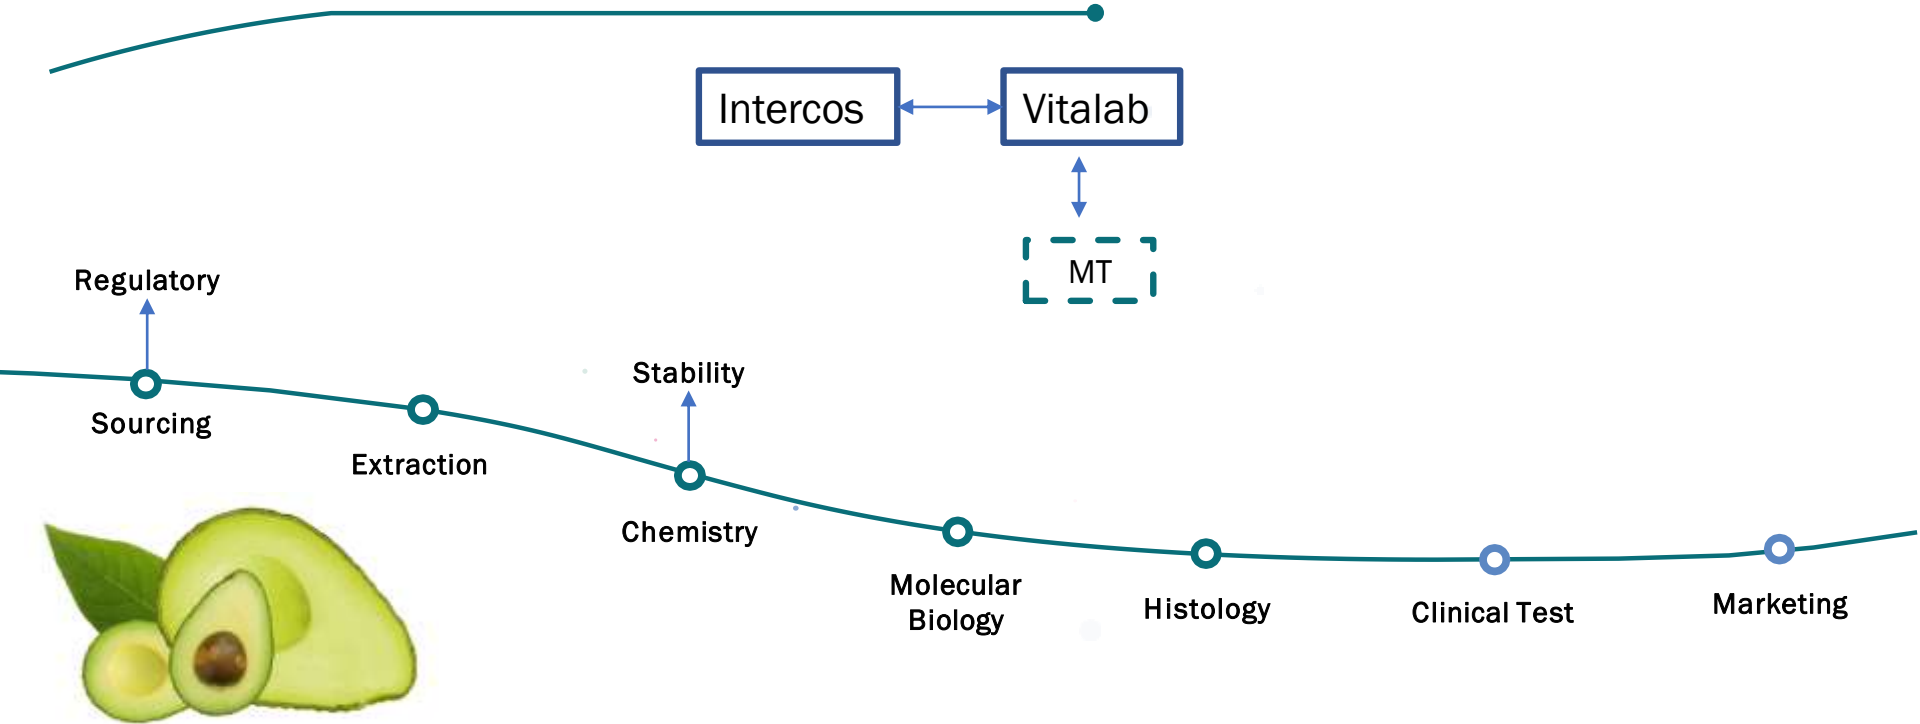 Intercos
Vitalab
MT
Regulatory
Sourcing
Extraction
Stability
Chemistry
Molecular
Biology
Histology
Clinical Test
Marketing